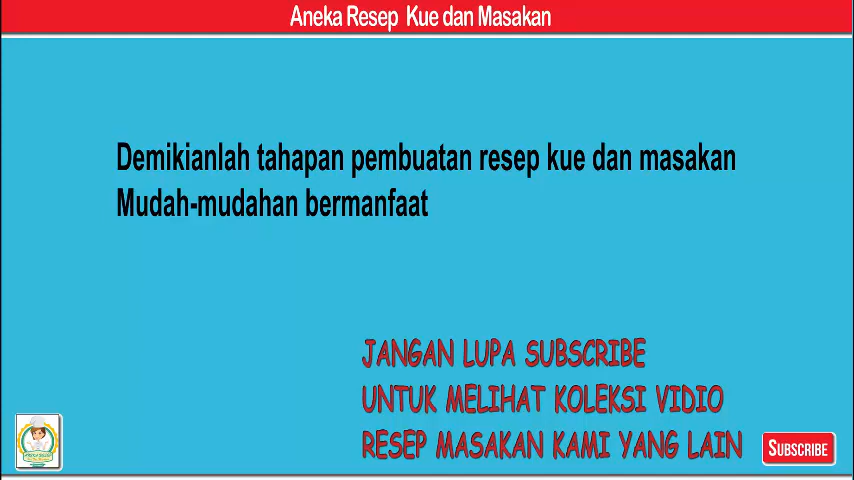 Aneka Resep Kue dan Masakan
Demikianlah tahapan pembuatan resep kue dan masakan
Mudah-mudahan bermanfaat
JANGAN LUPA SUBSCRIBE
UNTUK MELIHAT KOLEKSI VIDIO
RESEP MASAKAN KAMI YANG LAIN
SUBSCRIBE